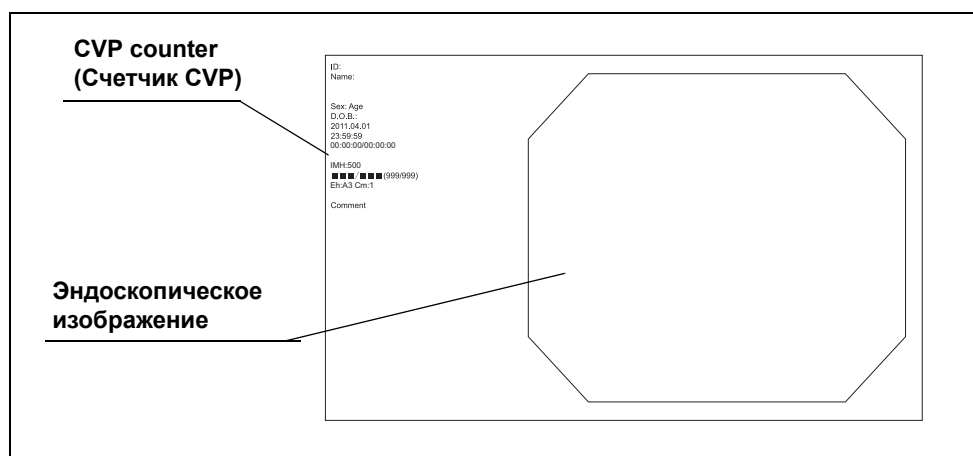 CVP counter
(Счетчик CVP)
ID:
Name:
Sex: Age
D.O.B.:
2011.04.01
23:59:59
00:00:00/00:00:00
IMH:500
■■■/■■■(999/999)
Eh:A3 Cm:1
Comment
Эндоскопическое
изображение